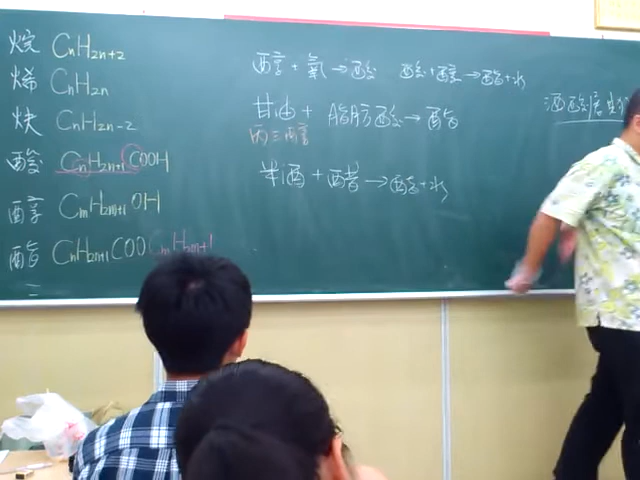 烷 CnH2n+2
烯 CnH2n
炔 CnH2n-2
酸 CnH2n+1COOH
醇 CmH2m+1OH
酯 CnH2n+1COOCmH2m+1
醇+氧→酸 酸+醇→酯+水
甘油+脂肪酸→酯
丙三醇
米酒+醋→酯+水
酒酸